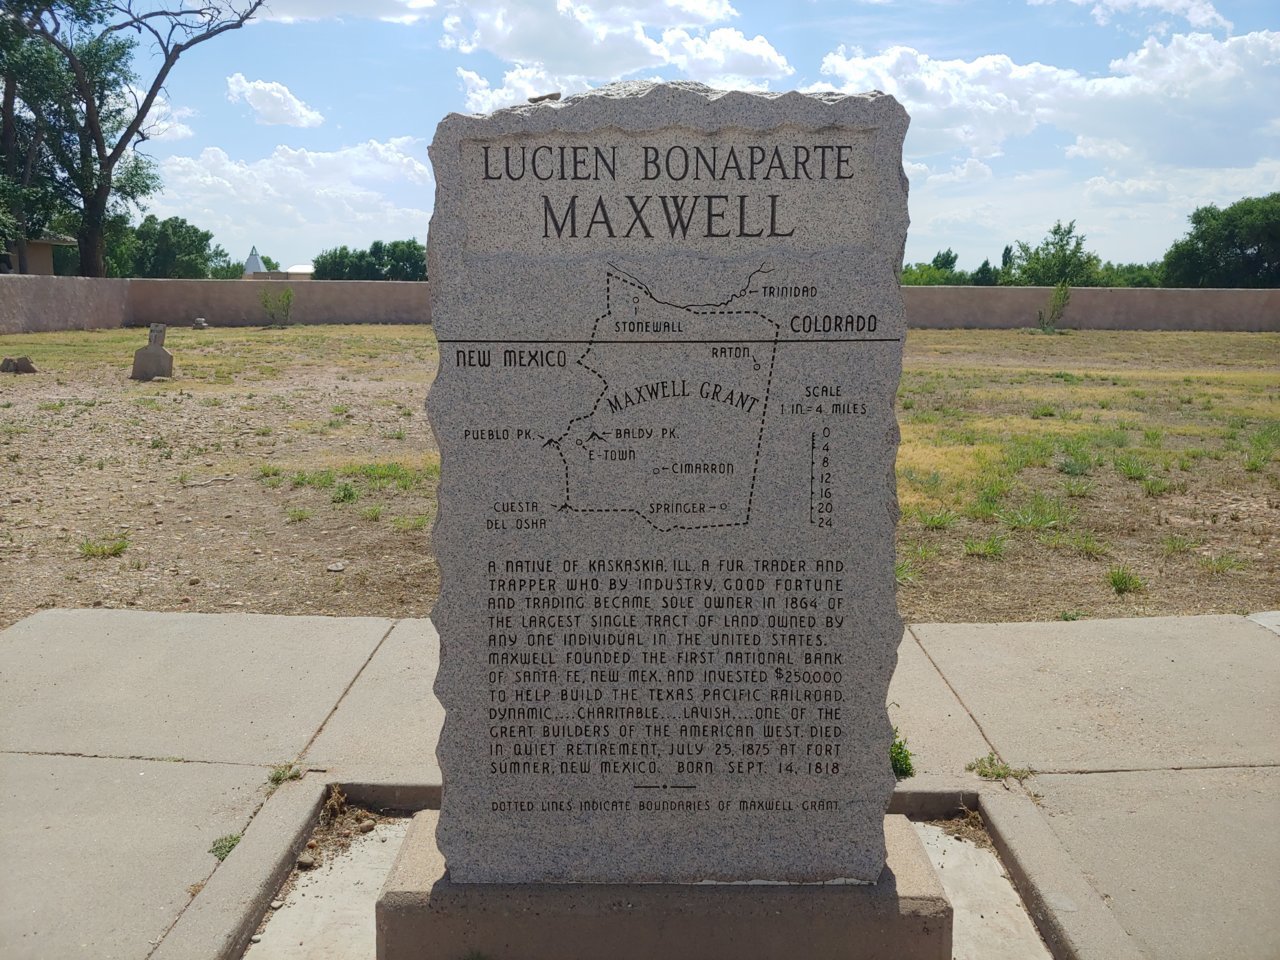 LUCIEN BONAPARTE
MAXWELL
TRINIDAD
STONEWALL
COLORADO
NEW MEXICO
RATON
MAXWELL GRANT
SCALE
1 IN.=4 MILES
0
4
8
12
16
20
24
PUEBLO PK.
BALDY PK.
E-TOWN
CIMARRON
CUESTA
DEL OSHA
SPRINGER
A NATIVE OF KASKASKIA, ILL. A FUR TRADER AND
TRAPPER WHO BY INDUSTRY, GOOD FORTUNE
AND TRADING BECAME SOLE OWNER IN 1864 OF
THE LARGEST SINGLE TRACT OF LAND OWNED BY
ANY ONE INDIVIDUAL IN THE UNITED STATES.
MAXWELL FOUNDED THE FIRST NATIONAL BANK
OF SANTA FE, NEW MEX. AND INVESTED $250,000
TO HELP BUILD THE TEXAS PACIFIC RAILROAD.
DYNAMIC....CHARITABLE....LAVISH....ONE OF THE
GREAT BUILDERS OF THE AMERICAN WEST, DIED
IN QUIET RETIREMENT, JULY 25, 1875 AT FORT
SUMNER, NEW MEXICO. BORN SEPT. 14, 1818.
DOTTED LINES INDICATE BOUNDARIES OF MAXWELL GRANT.